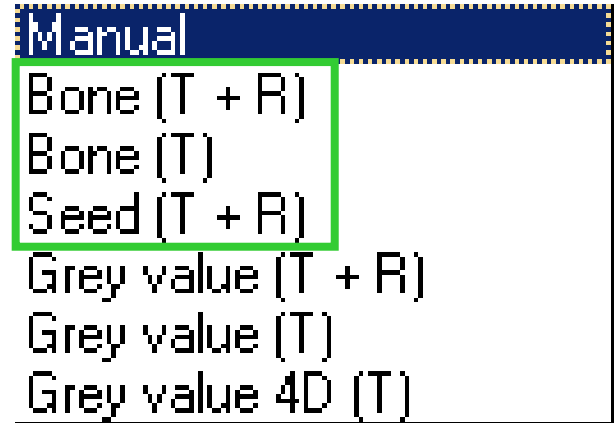 Manual
Bone (T + R)
Bone (T)
Seed (T + R)
Grey value (T + R)
Grey value (T)
Grey value 4D (T)